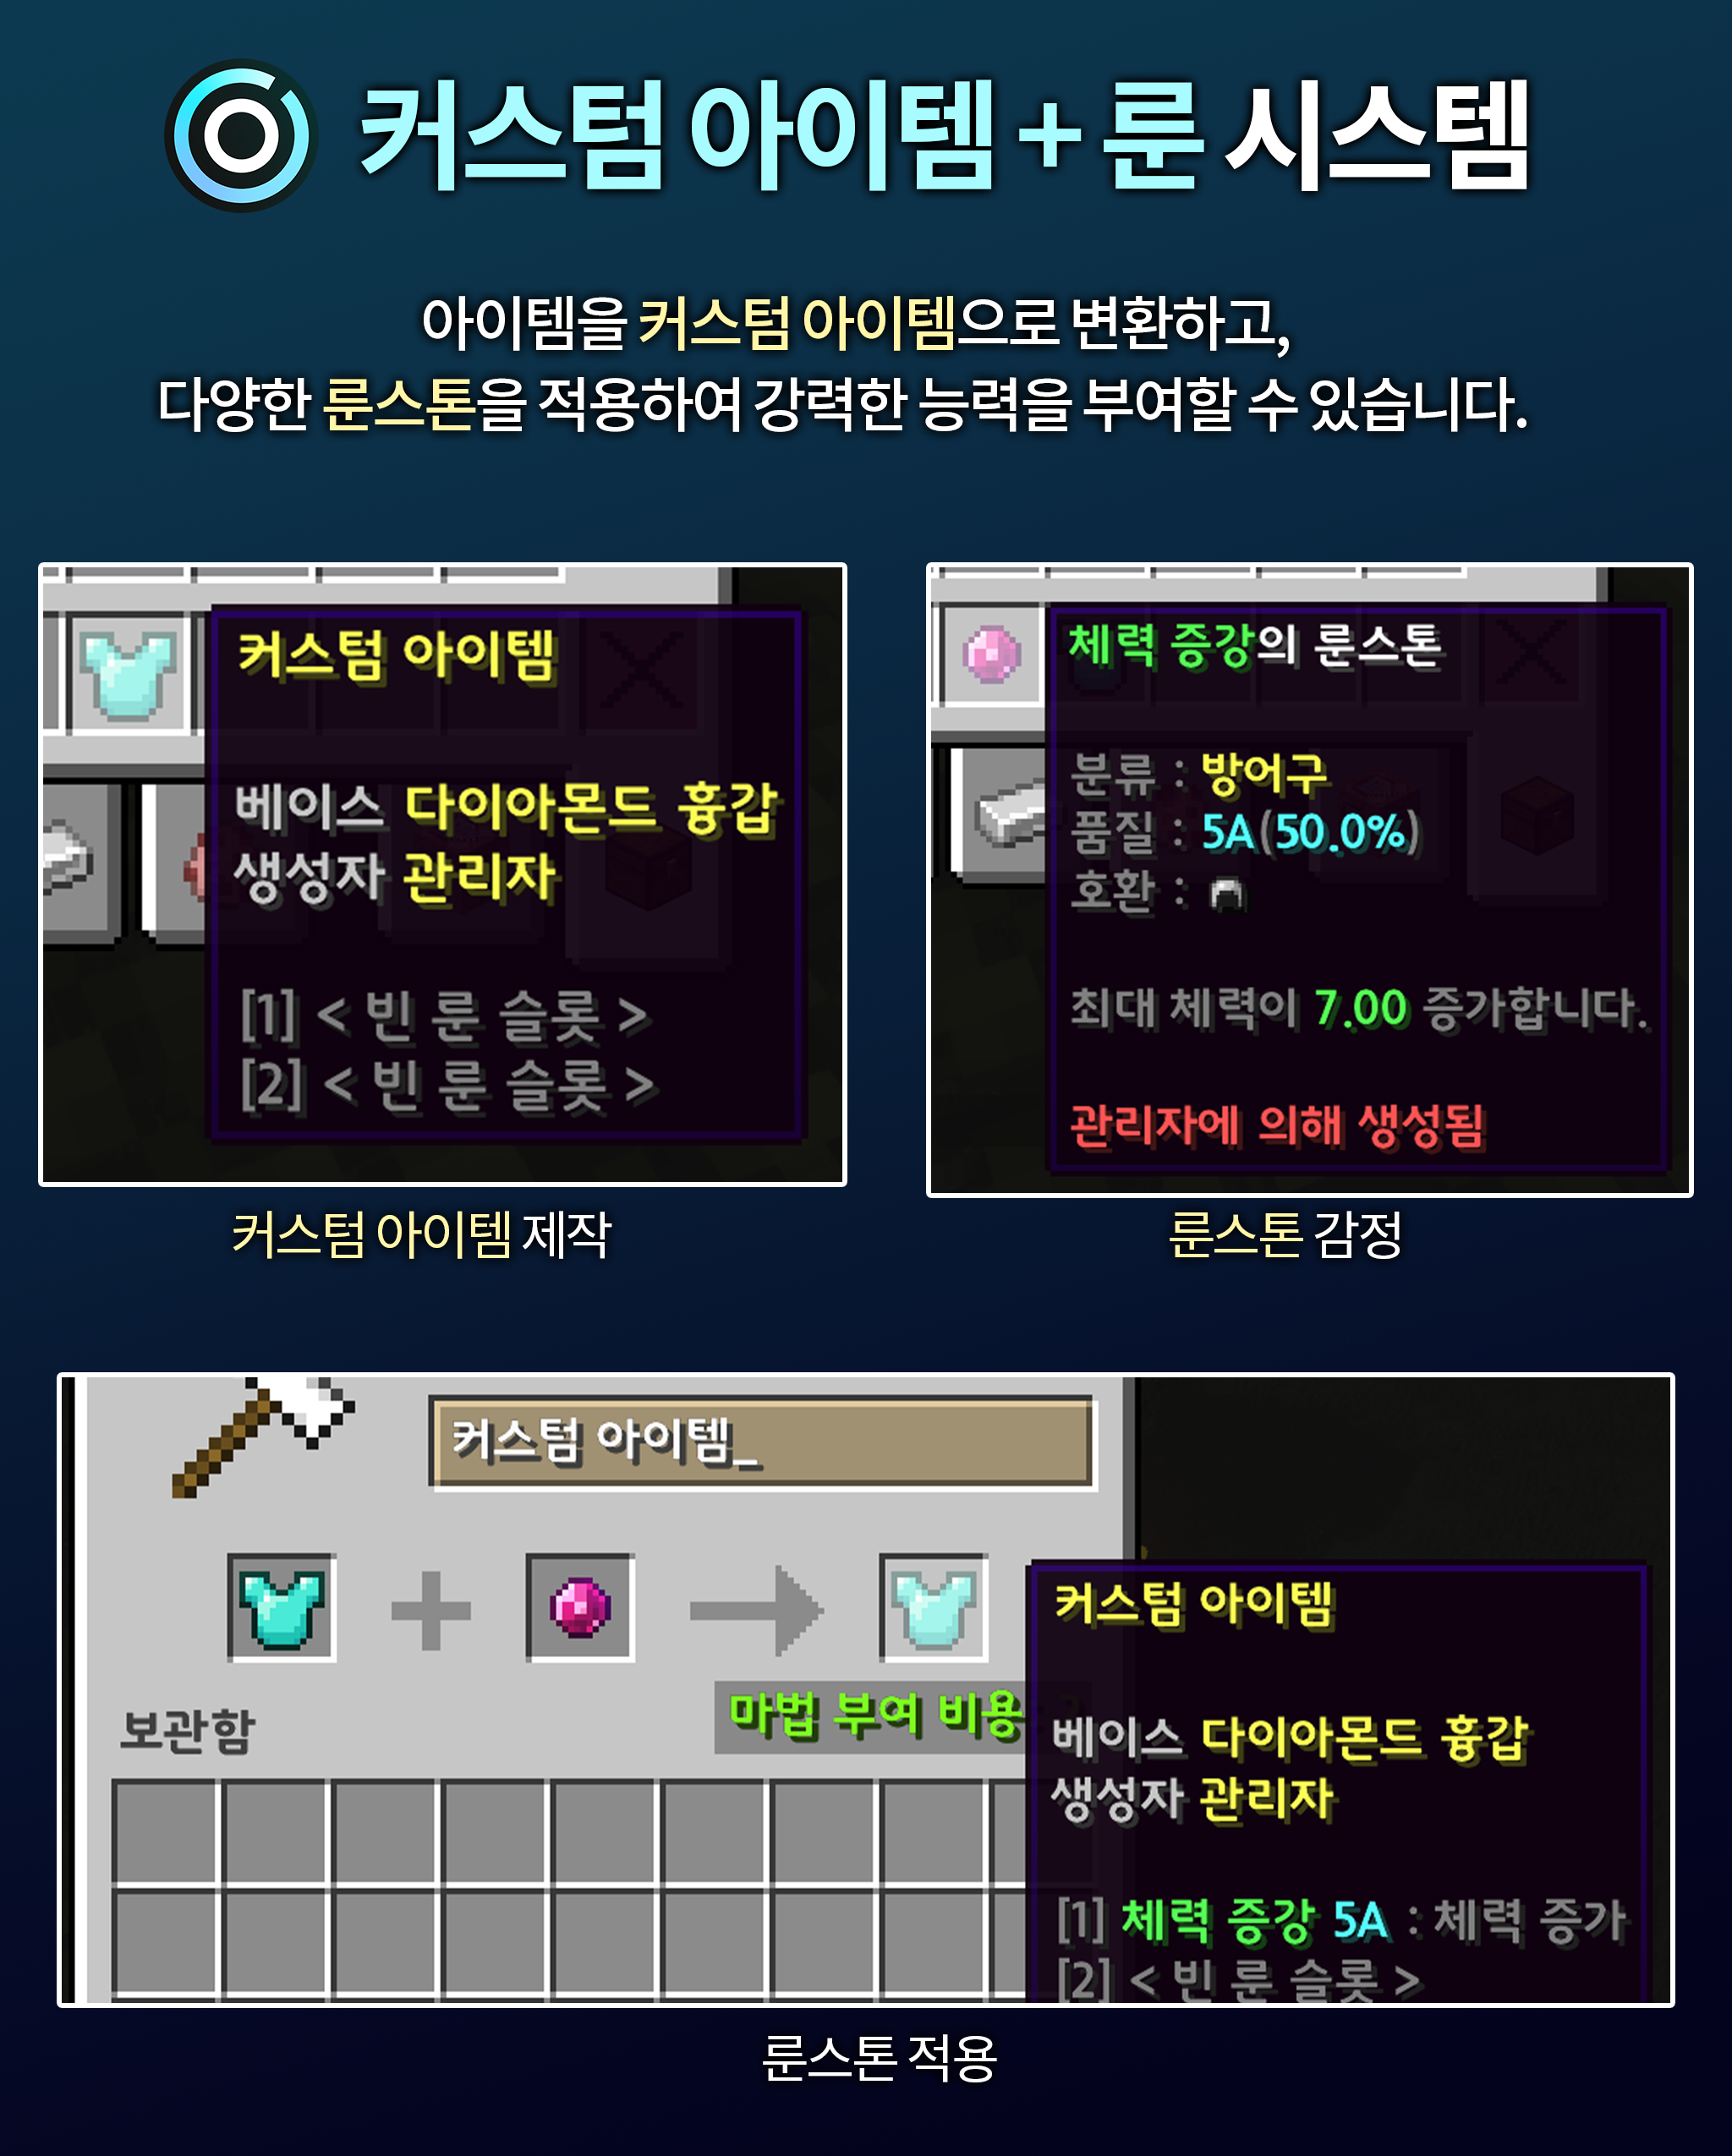 커스텀 아이템 + 룬 시스템
아이템을 커스텀 아이템으로 변환하고,
다양한 룬스톤을 적용하여 강력한 능력을 부여할 수 있습니다.
커스텀 아이템
베이스 다이아몬드 흉갑
생성자 관리자
[1] < 빈 룬 슬롯 >
[2] < 빈 룬 슬롯 >
커스텀 아이템 제작
체력 증강의 룬스톤
분류 : 방어구
품질 : 5A(50.0%)
호환 :
최대 체력이 7.00 증가합니다.
관리자에 의해 생성됨
룬스톤 감정
커스텀 아이템_
마법 부여 비용
보관함
커스텀 아이템
베이스 다이아몬드 흉갑
생성자 관리자
[1] 체력 증강 5A : 체력 증가
[2] < 빈 룬 슬롯 >
룬스톤 적용